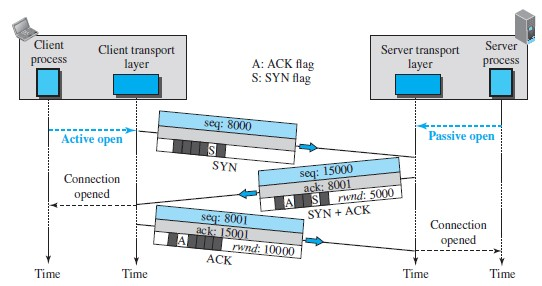 Client
process
Client transport
layer
A: ACK flag
S: SYN flag
Server transport
layer
Server
process
Active open
Passive open
seq: 8000
S
SYN
Connection
opened
seq: 15000
ack: 8001
A S rwnd: 5000
SYN + ACK
seq: 8001
ack: 15001
A rwnd: 10000
ACK
Connection
opened
Time
Time
Time
Time